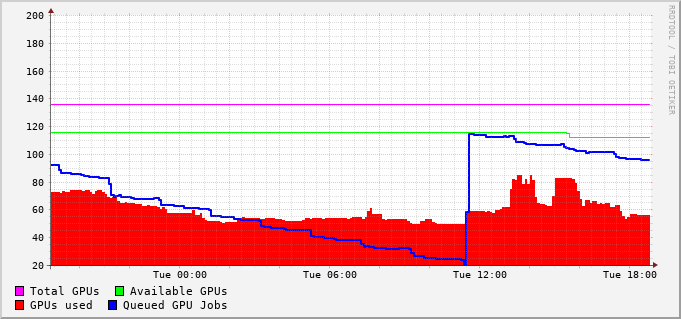 200
180
160
140
120
100
80
60
40
20
Tue 00:00 Tue 06:00 Tue 12:00 Tue 18:00
Total GPUs Available GPUs
GPUs used Queued GPU Jobs
RRDTOOL / TOBI OETIKER